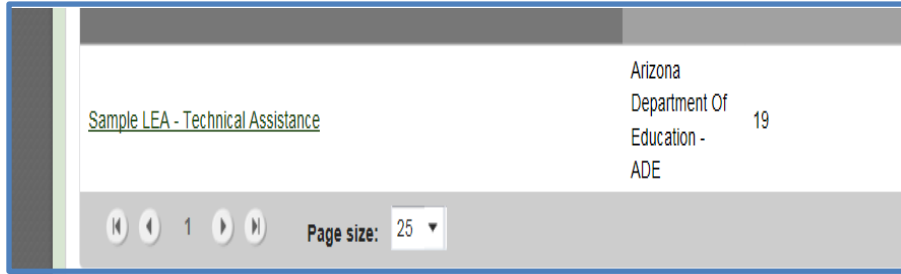 Sample LEA - Technical Assistance
Arizona
Department Of
Education -
ADE
19
1
Page size: 25